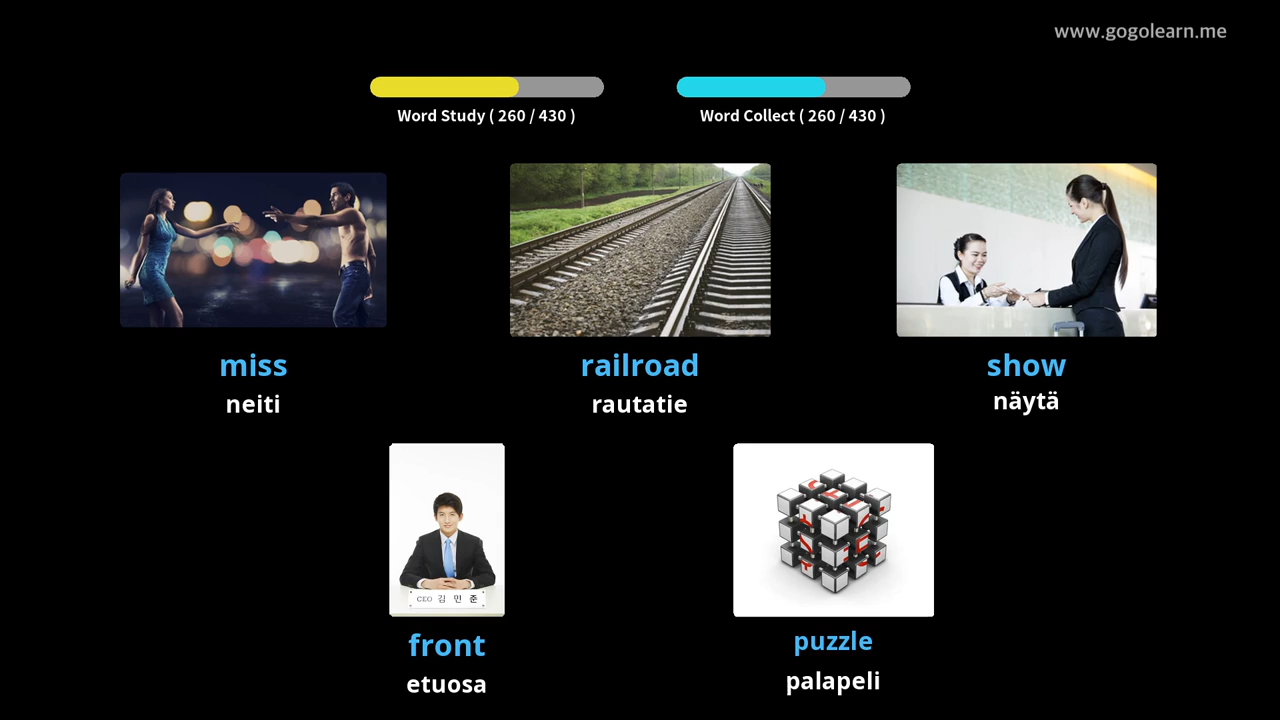 www.gogolearn.me
Word Study ( 260 / 430 )
Word Collect ( 260 / 430 )
miss
neiti
railroad
rautatie
show
näytä
CEO 김 민 준
front
etuosa
puzzle
palapeli